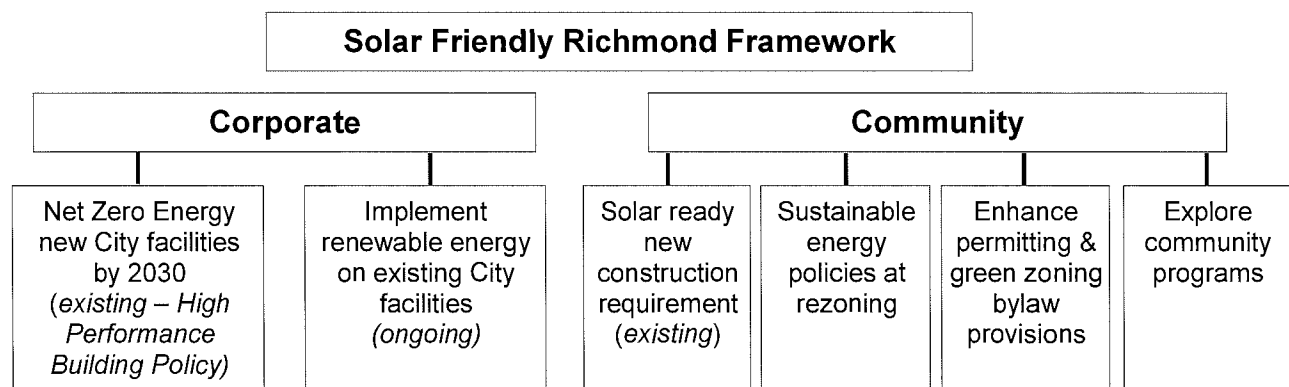 Solar Friendly Richmond Framework
Corporate
Community
Net Zero Energy
new City facilities
by 2030
(existing – High
Performance
Building Policy)
Implement
renewable energy
on existing City
facilities
(ongoing)
Solar ready
new
construction
requirement
(existing)
Sustainable
energy
policies at
rezoning
Enhance
permitting &
green zoning
bylaw
provisions
Explore
community
programs